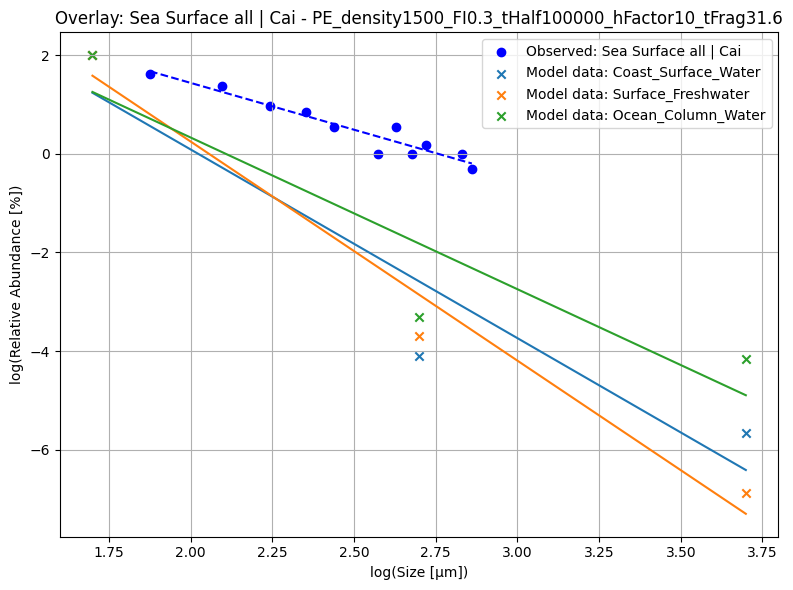 Overlay: Sea Surface all | Cai - PE_density1500_FI0.3_tHalf100000_hFactor10_tFrag31.6
Observed: Sea Surface all | Cai
Model data: Coast_Surface_Water
Model data: Surface_Freshwater
Model data: Ocean_Column_Water
log(Relative Abundance [%])
2
0
−2
−4
−6
1.75 2.00 2.25 2.50 2.75 3.00 3.25 3.50 3.75
log(Size [µm])